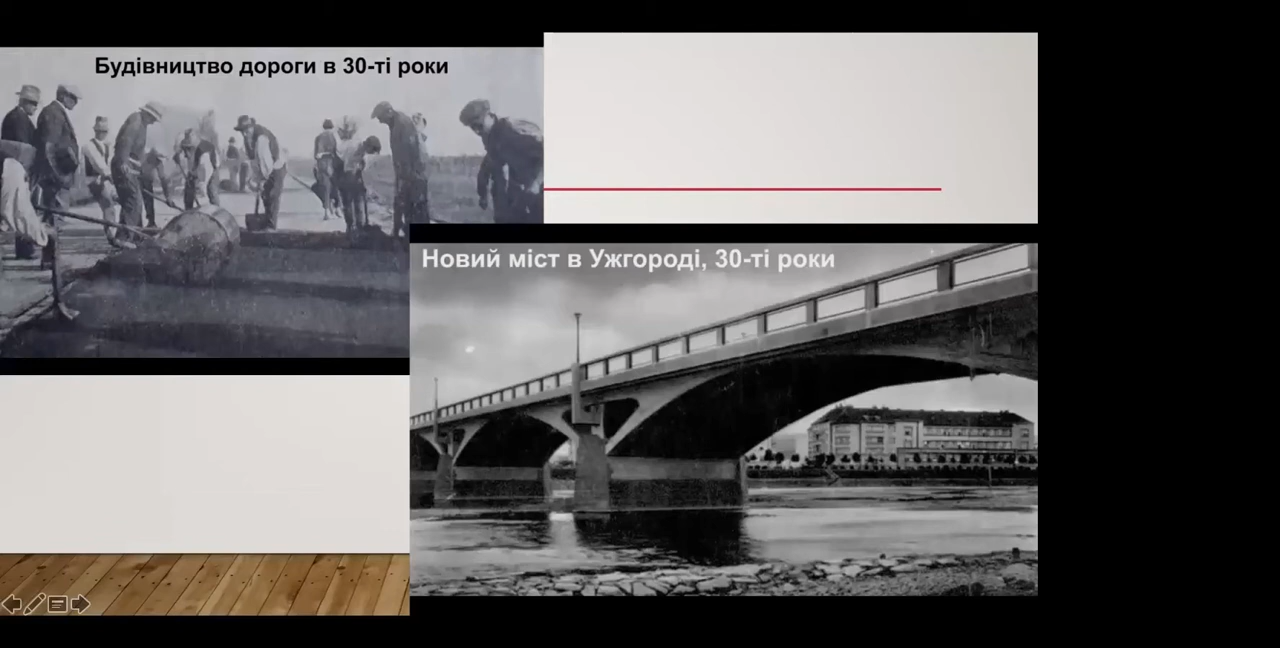 Будівництво дороги в 30-ті роки
Новий міст в Ужгороді, 30-ті роки